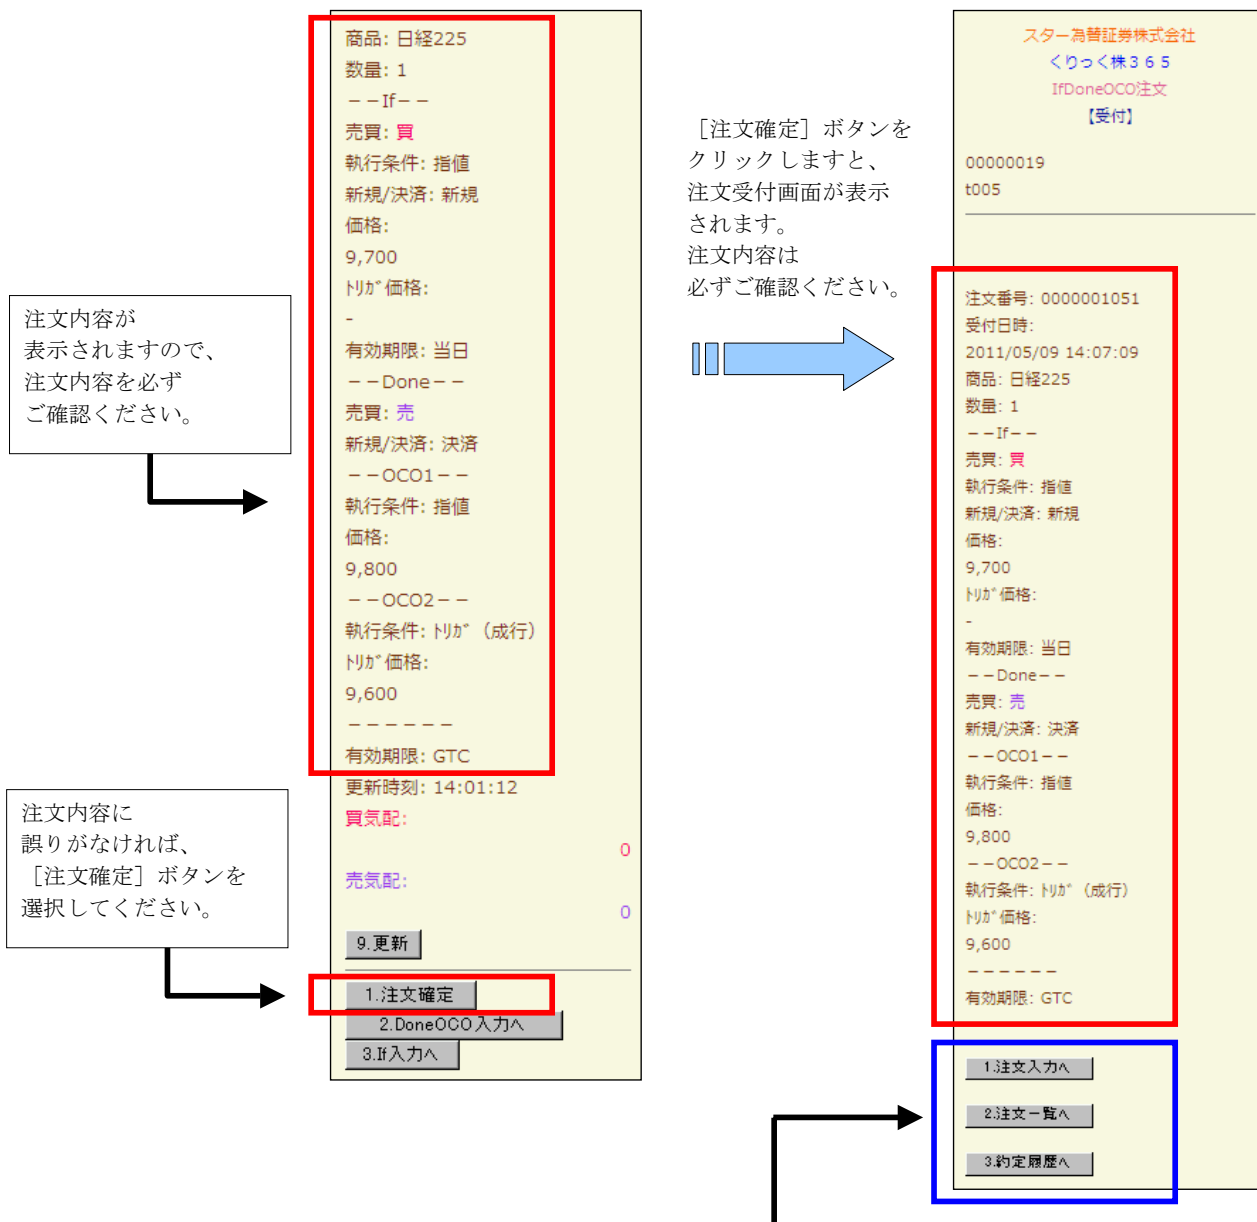 商品: 日経225
数量: 1
－－If－－
売買: 買
執行条件: 指値
新規/決済: 新規
価格:
9,700
ﾄﾘｶﾞ価格:
-
有効期限: 当日
－－Done－－
売買: 売
新規/決済: 決済
－－OCO1－－
執行条件: 指値
価格:
9,800
－－OCO2－－
執行条件: ﾄﾘｶﾞ（成行）
ﾄﾘｶﾞ価格:
9,600
－－－－－－
有効期限: GTC
更新時刻: 14:01:12
買気配:
0
売気配:
0
9.更新
1.注文確定
2.DoneOCO入力へ
3.If入力へ
注文内容が
表示されますので、
注文内容を必ず
ご確認ください。
注文内容に
誤りがなければ、
［注文確定］ボタンを
選択してください。
［注文確定］ボタンを
クリックしますと、
注文受付画面が表示
されます。
注文内容は
必ずご確認ください。
スター為替証券株式会社
くりっく株３６５
IfDoneOCO注文
【受付】
00000019
t005
注文番号: 0000001051
受付日時:
2011/05/09 14:07:09
商品: 日経225
数量: 1
－－If－－
売買: 買
執行条件: 指値
新規/決済: 新規
価格:
9,700
ﾄﾘｶﾞ価格:
-
有効期限: 当日
－－Done－－
売買: 売
新規/決済: 決済
－－OCO1－－
執行条件: 指値
価格:
9,800
－－OCO2－－
執行条件: ﾄﾘｶﾞ（成行）
ﾄﾘｶﾞ価格:
9,600
－－－－－－
有効期限: GTC
1.注文入力へ
2.注文一覧へ
3.約定履歴へ